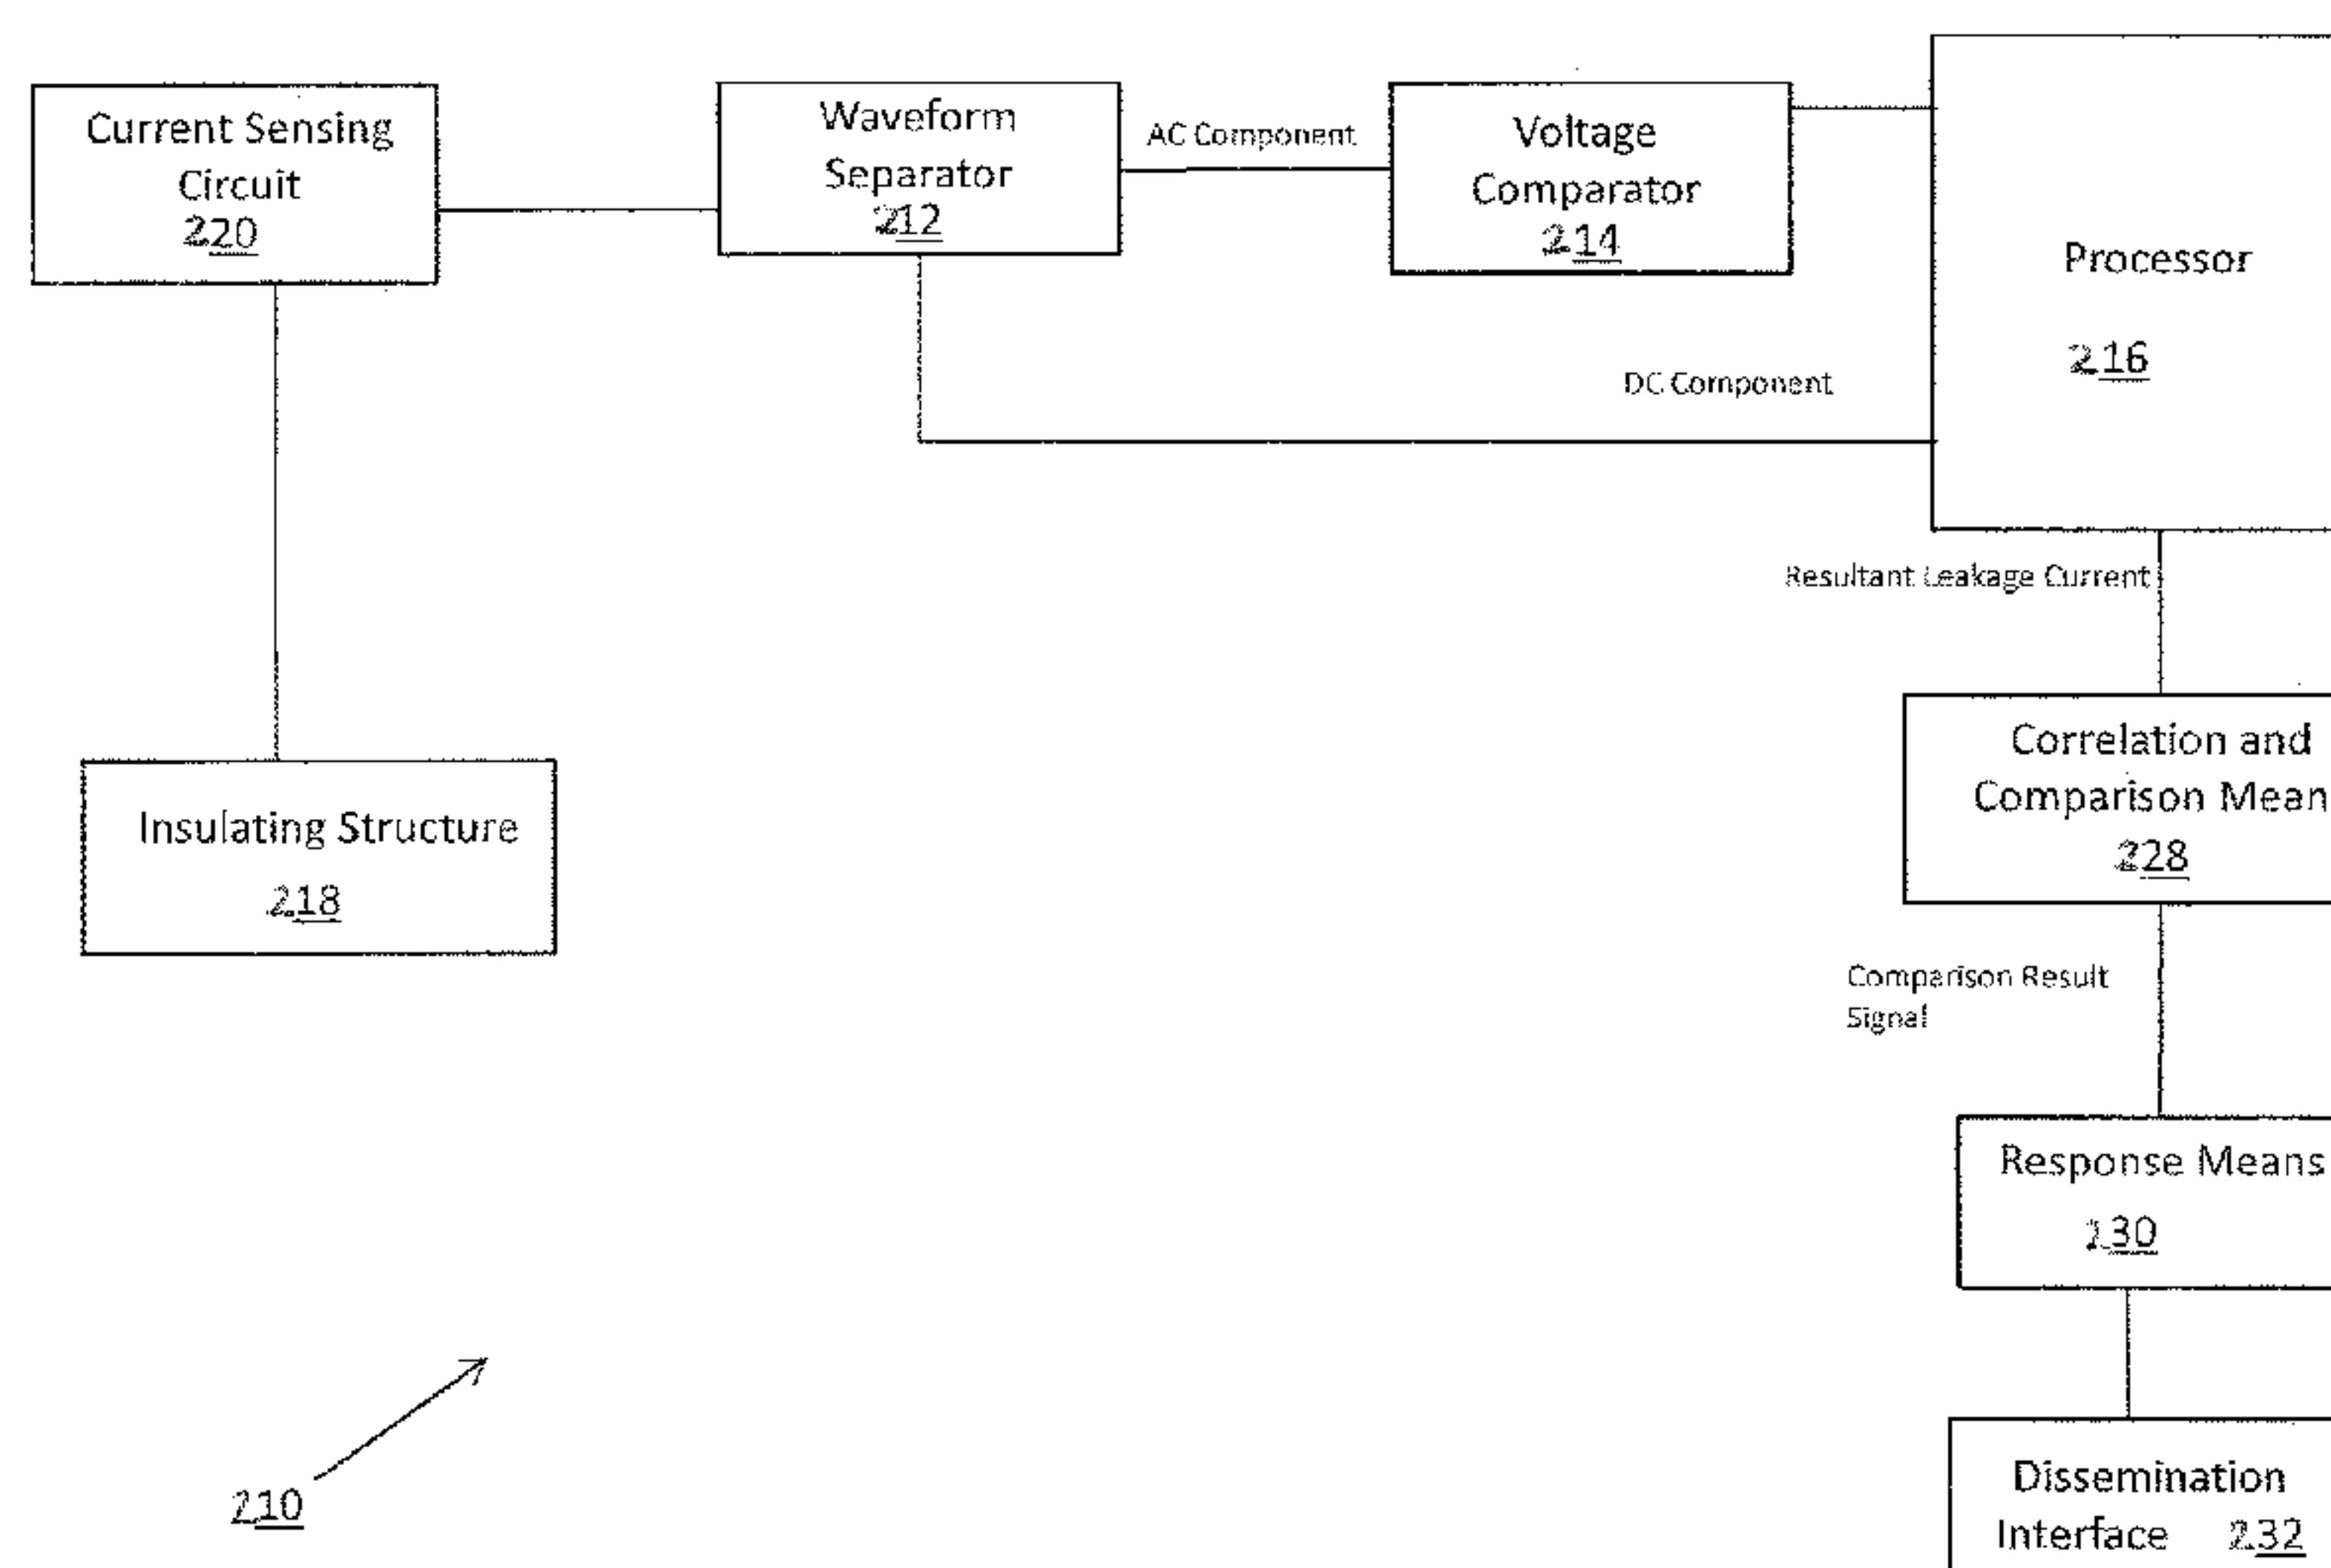 Current Sensing
Circuit
220
Waveform
Separator
212
AC Component
Voltage
Comparator
214
Processor
216
DC Component
Resultant Leakage Current
Correlation and
Comparison Mean
228
Insulating Structure
218
Comparison Result
Signal
Response Means
230
210
Dissemination
Interface 232